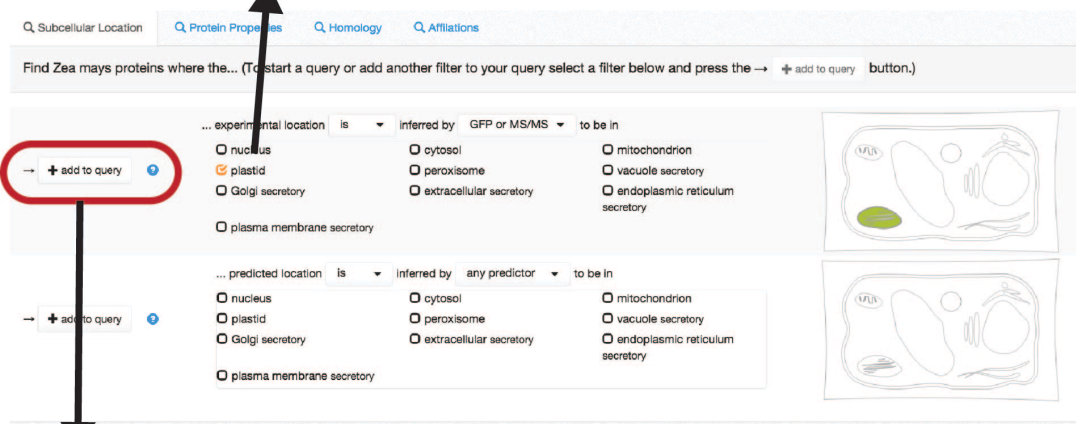 Subcellular Location Protein Properties Homology Affilations
Find Zea mays proteins where the... (To start a query or add another filter to your query select a filter below and press the → + add to query button.)
... experimental location is inferred by GFP or MS/MS to be in
nucleus cytosol mitochondrion
→ + add to query ? plastid peroxisome vacuole secretory
Golgi secretory extracellular secretory endoplasmic reticulum
secretory
plasma membrane secretory
... predicted location is inferred by any predictor to be in
nucleus cytosol mitochondrion
→ + add to query ? plastid peroxisome vacuole secretory
Golgi secretory extracellular secretory endoplasmic reticulum
secretory
plasma membrane secretory